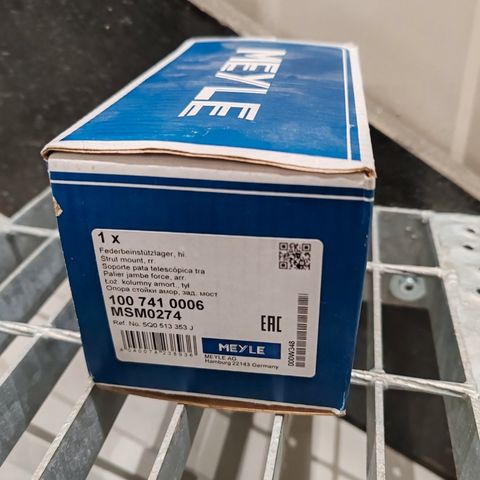 MEYLE
1 x
Federbeinstützlager, hi.
Strut mount, rr.
Soporte pata telescópica tra
Palier jambe force, arr.
Łoż. kolumny amort., tył
Опора стойки амор, зад. мост
100 741 0006
MSM0274
Ref. No. 5Q0 513 353 J
EAC
MEYLE
MEYLE AG
Hamburg 22143 Germany
000W348